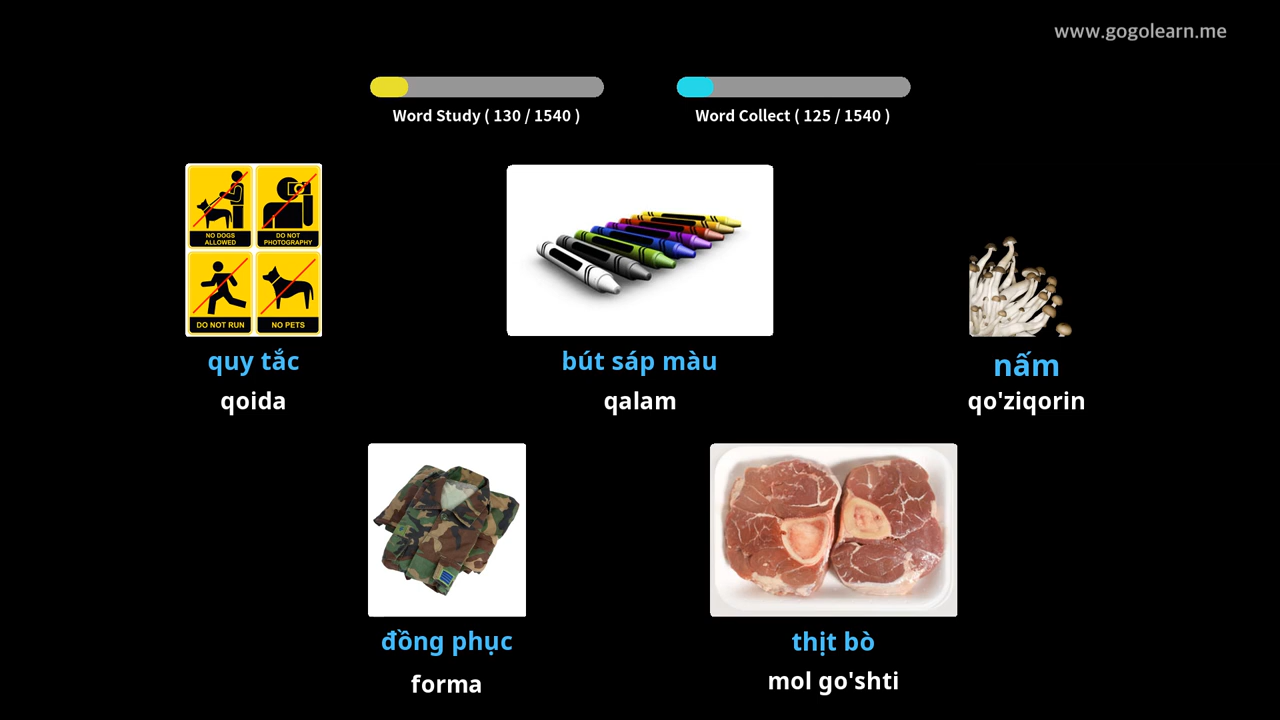 www.gogolearn.me
Word Study ( 130 / 1540 )
Word Collect ( 125 / 1540 )
NO DOGS
ALLOWED
DO NOT
PHOTOGRAPHY
DO NOT RUN
NO PETS
quy tắc
qoida
bút sáp màu
qalam
nấm
qo'ziqorin
đồng phục
forma
thịt bò
mol go'shti